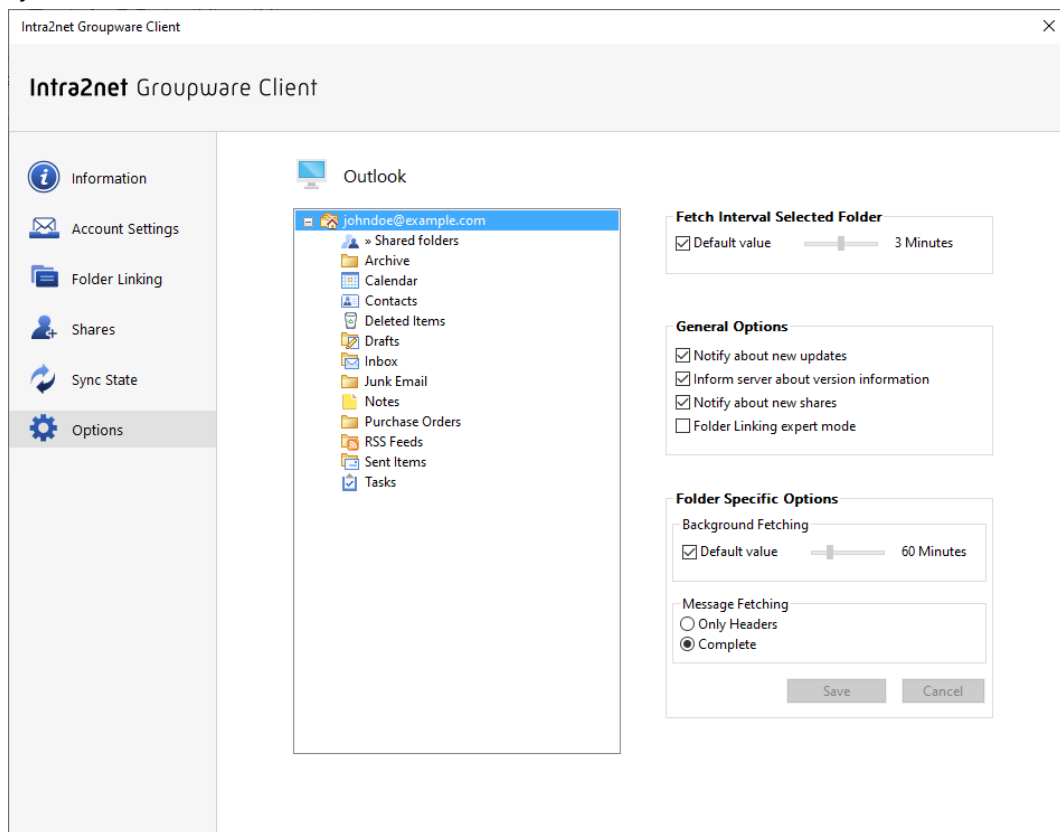 Intra2net Groupware Client
Intra2net Groupware Client
Information
Account Settings
Folder Linking
Shares
Sync State
Options
Outlook
johndoe@example.com
» Shared folders
Archive
Calendar
Contacts
Deleted Items
Drafts
Inbox
Junk Email
Notes
Purchase Orders
RSS Feeds
Sent Items
Tasks
Fetch Interval Selected Folder
Default value 3 Minutes
General Options
Notify about new updates
Inform server about version information
Notify about new shares
Folder Linking expert mode
Folder Specific Options
Background Fetching
Default value 60 Minutes
Message Fetching
Only Headers
Complete
Save Cancel